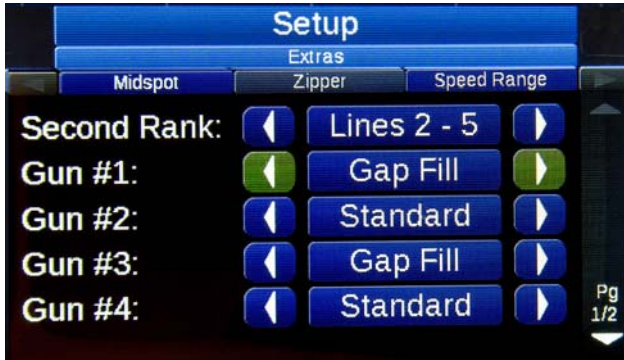 Setup
Extras
Midspot Zipper Speed Range
Second Rank: Lines 2 - 5
Gun #1: Gap Fill
Gun #2: Standard
Gun #3: Gap Fill
Gun #4: Standard
Pg
1/2